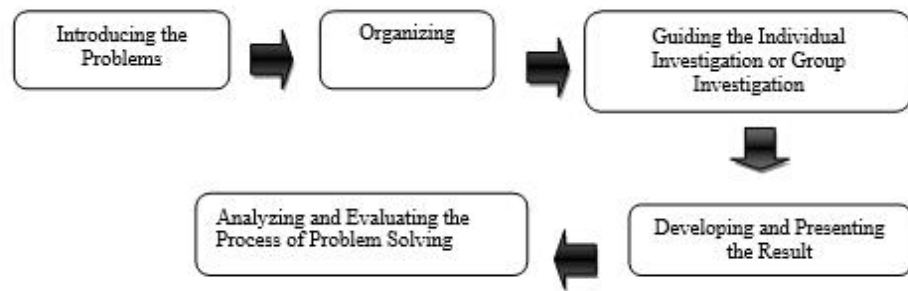 Introducing the
Problems
Organizing
Guiding the Individual
Investigation or Group
Investigation
Developing and Presenting
the Result
Analyzing and Evaluating the
Process of Problem Solving